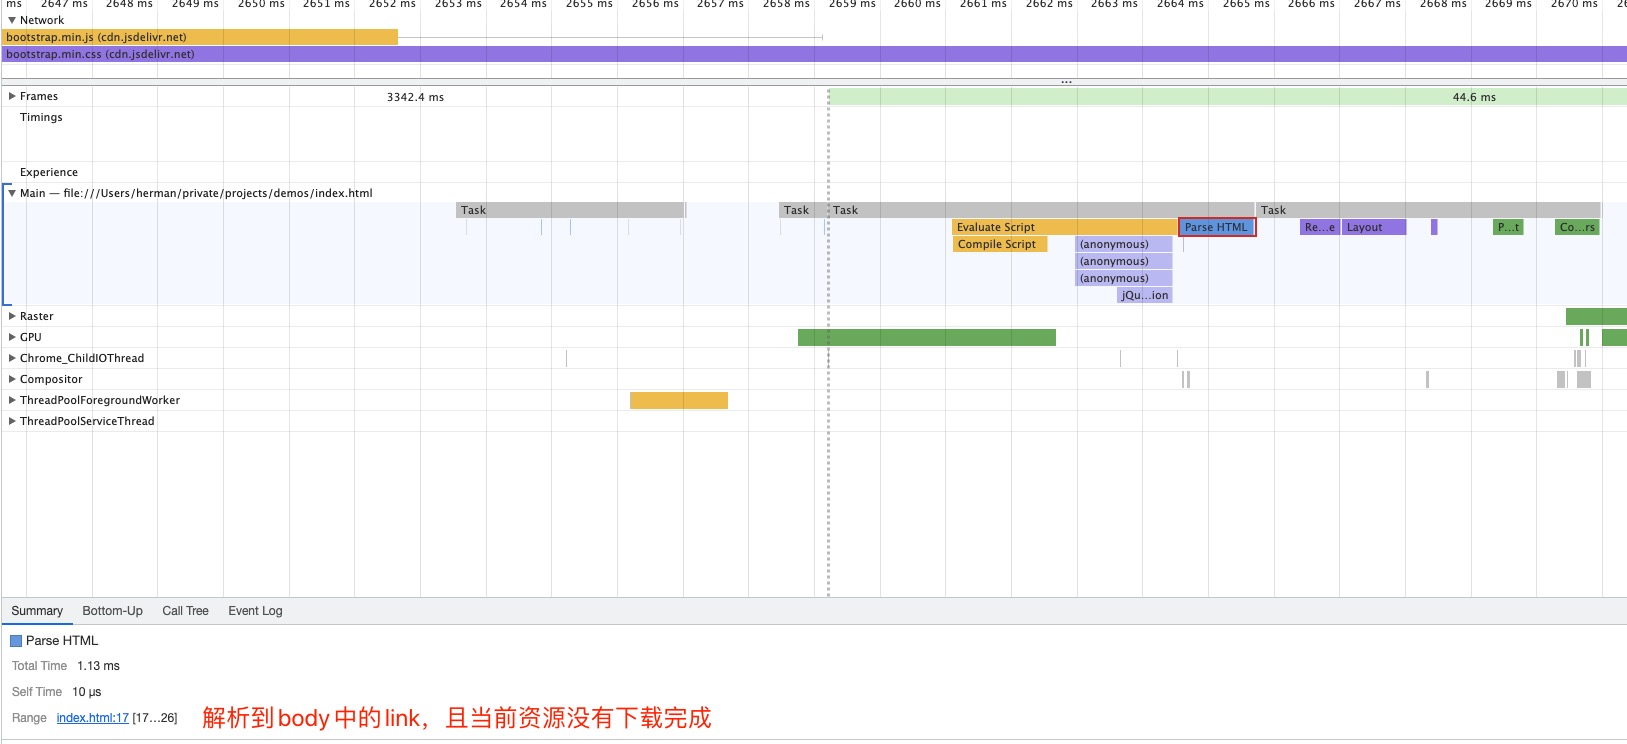 ms 2647 ms 2648 ms 2649 ms 2650 ms 2651 ms 2652 ms 2653 ms 2654 ms 2655 ms 2656 ms 2657 ms 2658 ms 2659 ms 2660 ms 2661 ms 2662 ms 2663 ms 2664 ms 2665 ms 2666 ms 2667 ms 2668 ms 2669 ms 2670 ms
Network
bootstrap.min.js (cdn.jsdelivr.net)
bootstrap.min.css (cdn.jsdelivr.net)
...
Frames 3342.4 ms 44.6 ms
Timings
Experience
Main — file:///Users/herman/private/projects/demos/index.html
Task Task Task Task
Evaluate Script Parse HTML Re...e Layout P...t Co...rs
Compile Script (anonymous)
(anonymous)
(anonymous)
jQu...ion
Raster
GPU
Chrome_ChildIOThread
Compositor
ThreadPoolForegroundWorker
ThreadPoolServiceThread
Summary Bottom-Up Call Tree Event Log
Parse HTML
Total Time 1.13 ms
Self Time 10 μs
Range index.html:17 [17...26] 解析到body中的link，且当前资源没有下载完成